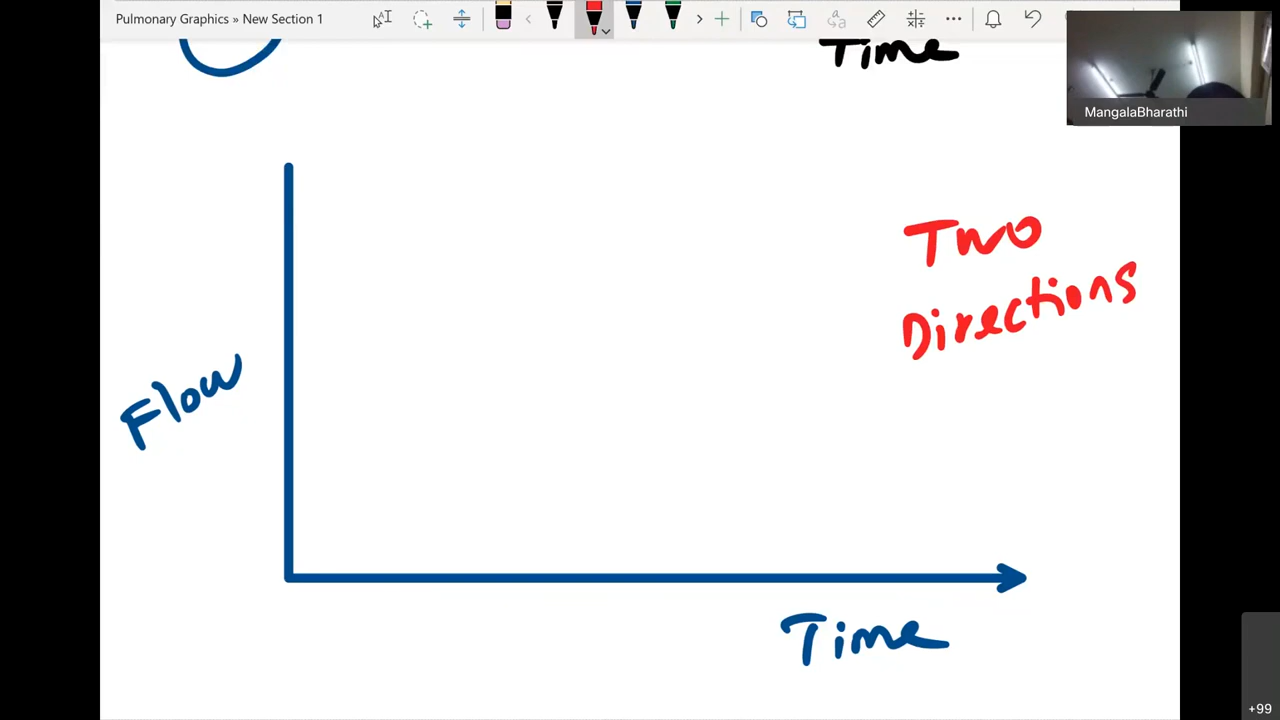 Pulmonary Graphics » New Section 1
Time
MangalaBharathi
Two
Directions
Flow
Time
+99